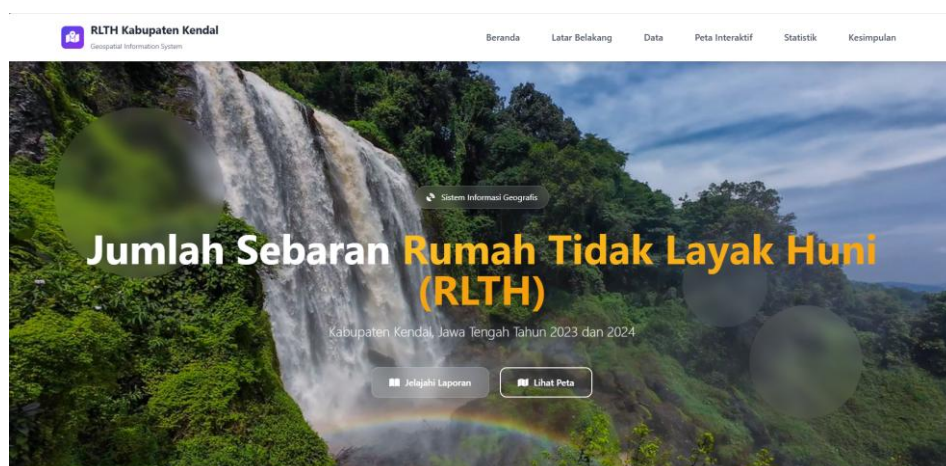 RLTH Kabupaten Kendal
Geospatial Information System
Beranda Latar Belakang Data Peta Interaktif Statistik Kesimpulan
Sistem Informasi Geografis
Jumlah Sebaran Rumah Tidak Layak Huni
(RLTH)
Kabupaten Kendal, Jawa Tengah Tahun 2023 dan 2024
Jelajahi Laporan Lihat Peta